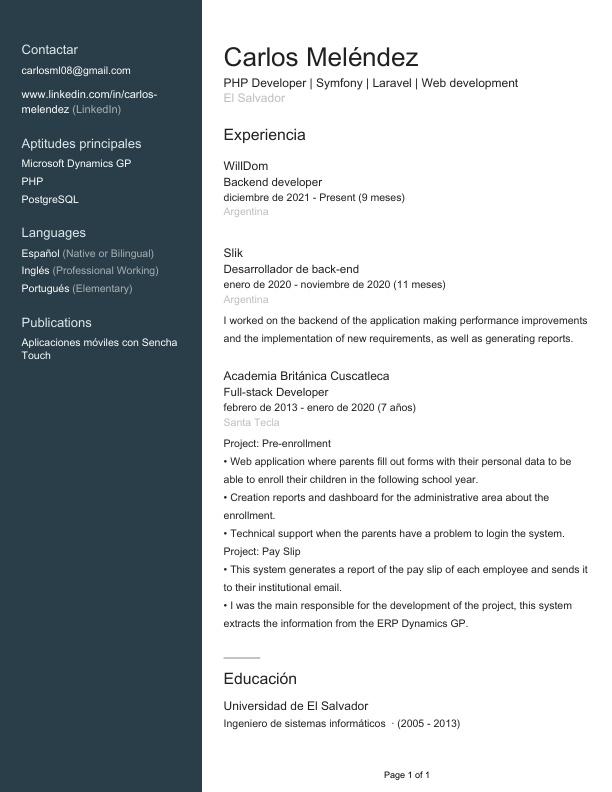 Contactar
carlosml08@gmail.com
www.linkedin.com/in/carlos-
melendez (LinkedIn)
Aptitudes principales
Microsoft Dynamics GP
PHP
PostgreSQL
Languages
Español (Native or Bilingual)
Inglés (Professional Working)
Portugués (Elementary)
Publications
Aplicaciones móviles con Sencha
Touch
Carlos Meléndez
PHP Developer | Symfony | Laravel | Web development
El Salvador
Experiencia
WillDom
Backend developer
diciembre de 2021 - Present (9 meses)
Argentina
Slik
Desarrollador de back-end
enero de 2020 - noviembre de 2020 (11 meses)
Argentina
I worked on the backend of the application making performance improvements
and the implementation of new requirements, as well as generating reports.
Academia Británica Cuscatleca
Full-stack Developer
febrero de 2013 - enero de 2020 (7 años)
Santa Tecla
Project: Pre-enrollment
• Web application where parents fill out forms with their personal data to be
able to enroll their children in the following school year.
• Creation reports and dashboard for the administrative area about the
enrollment.
• Technical support when the parents have a problem to login the system.
Project: Pay Slip
• This system generates a report of the pay slip of each employee and sends it
to their institutional email.
• I was the main responsible for the development of the project, this system
extracts the information from the ERP Dynamics GP.
Educación
Universidad de El Salvador
Ingeniero de sistemas informáticos · (2005 - 2013)
Page 1 of 1